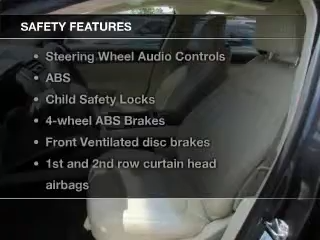 SAFETY FEATURES
• Steering Wheel Audio Controls
• ABS
• Child Safety Locks
• 4-wheel ABS Brakes
• Front Ventilated disc brakes
• 1st and 2nd row curtain head
airbags